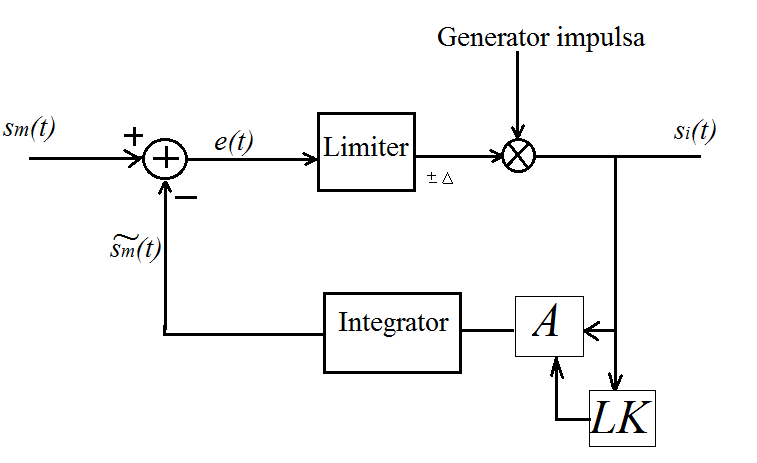 Generator impulsa
sm(t)
+
+
e(t)
Limiter
± Δ
si(t)
−
s̃m(t)
Integrator
A
LK